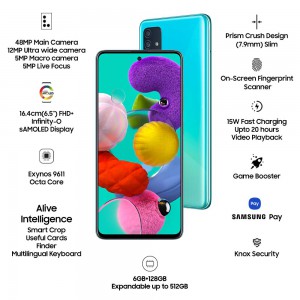 48MP Main Camera
12MP Ultra wide camera
5MP Macro camera
5MP Live Focus
16.4cm(6.5") FHD+
Infinity-O
sAMOLED Display
Exynos 9611
Octa Core
Alive
Intelligence
Smart Crop
Useful Cards
Finder
Multilingual Keyboard
Prism Crush Design
(7.9mm) Slim
On-Screen Fingerprint
Scanner
15W Fast Charging
Upto 20 hours
Video Playback
Game Booster
Pay
SAMSUNG Pay
Knox Security
6GB+128GB
Expandable up to 512GB